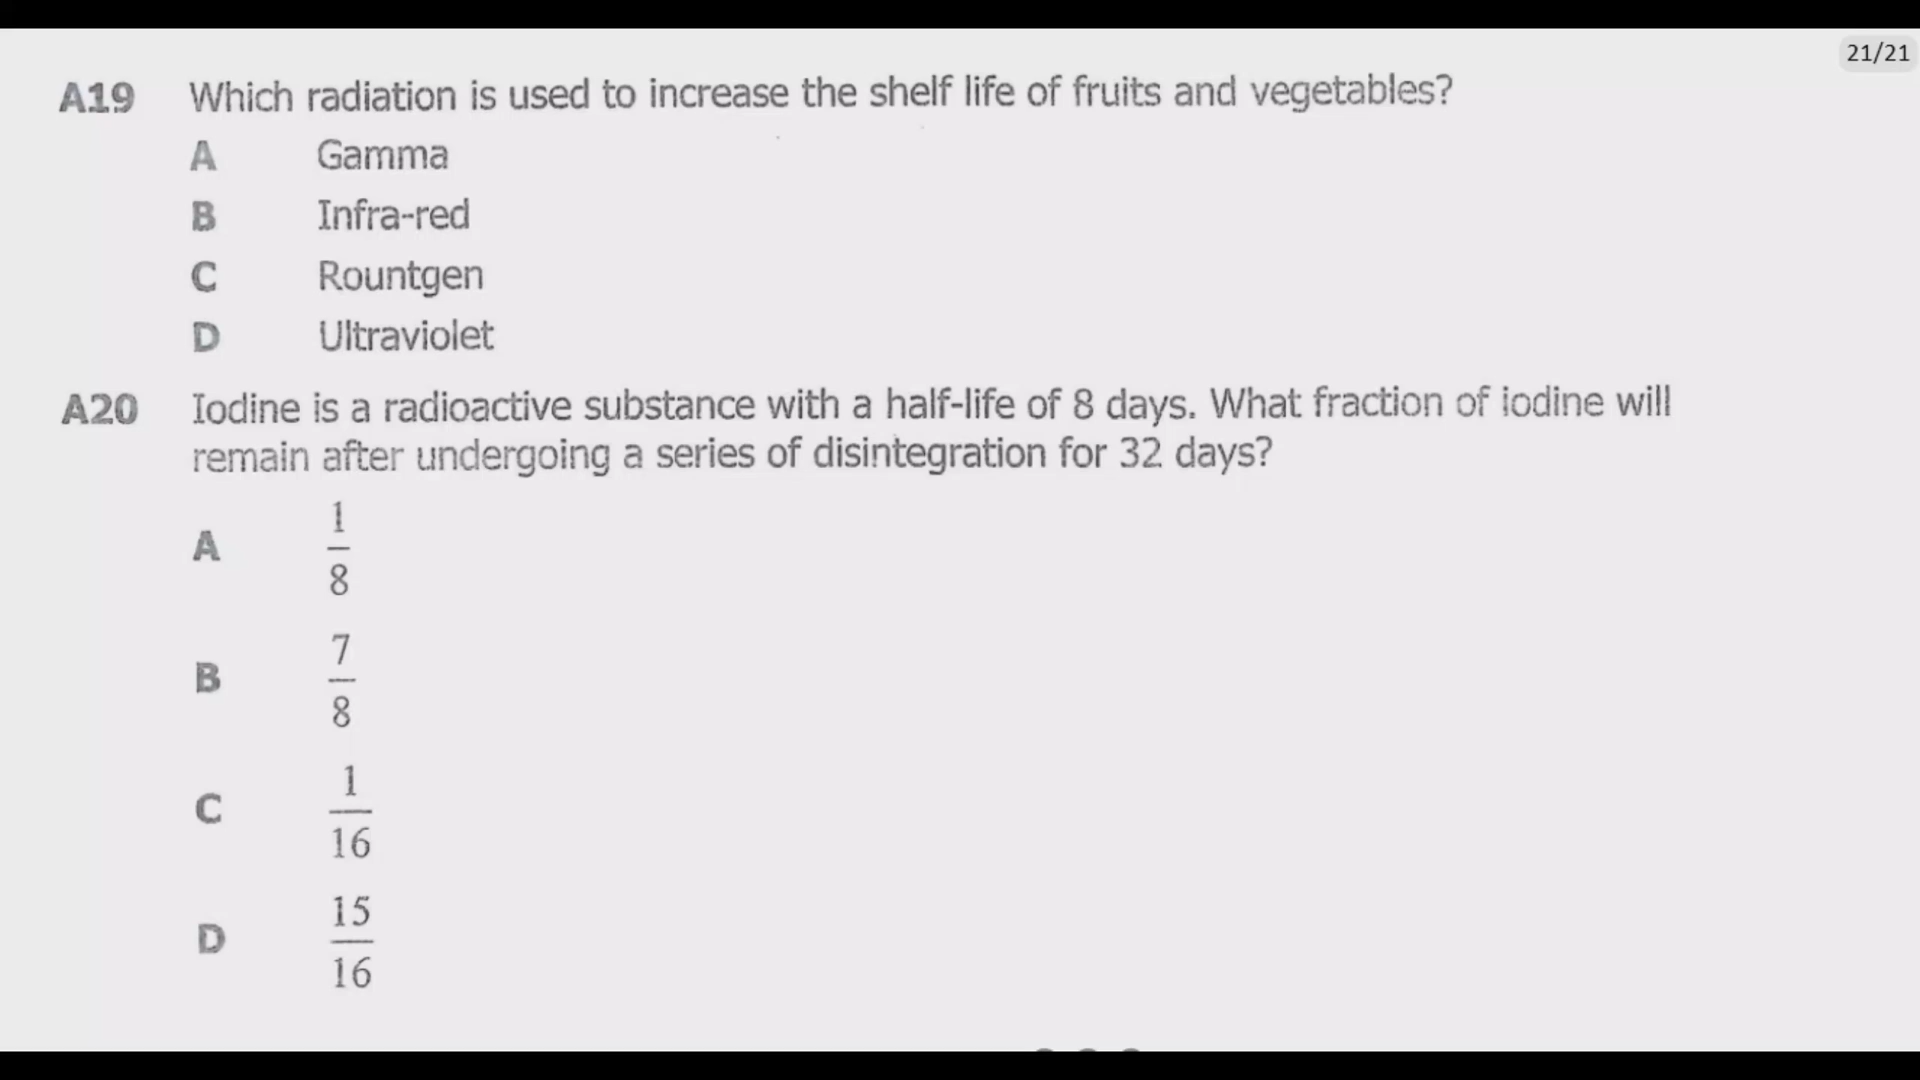 21/21
A19 Which radiation is used to increase the shelf life of fruits and vegetables?
A Gamma
B Infra-red
C Rountgen
D Ultraviolet
A20 Iodine is a radioactive substance with a half-life of 8 days. What fraction of iodine will
remain after undergoing a series of disintegration for 32 days?
A 1/8
B 7/8
C 1/16
D 15/16